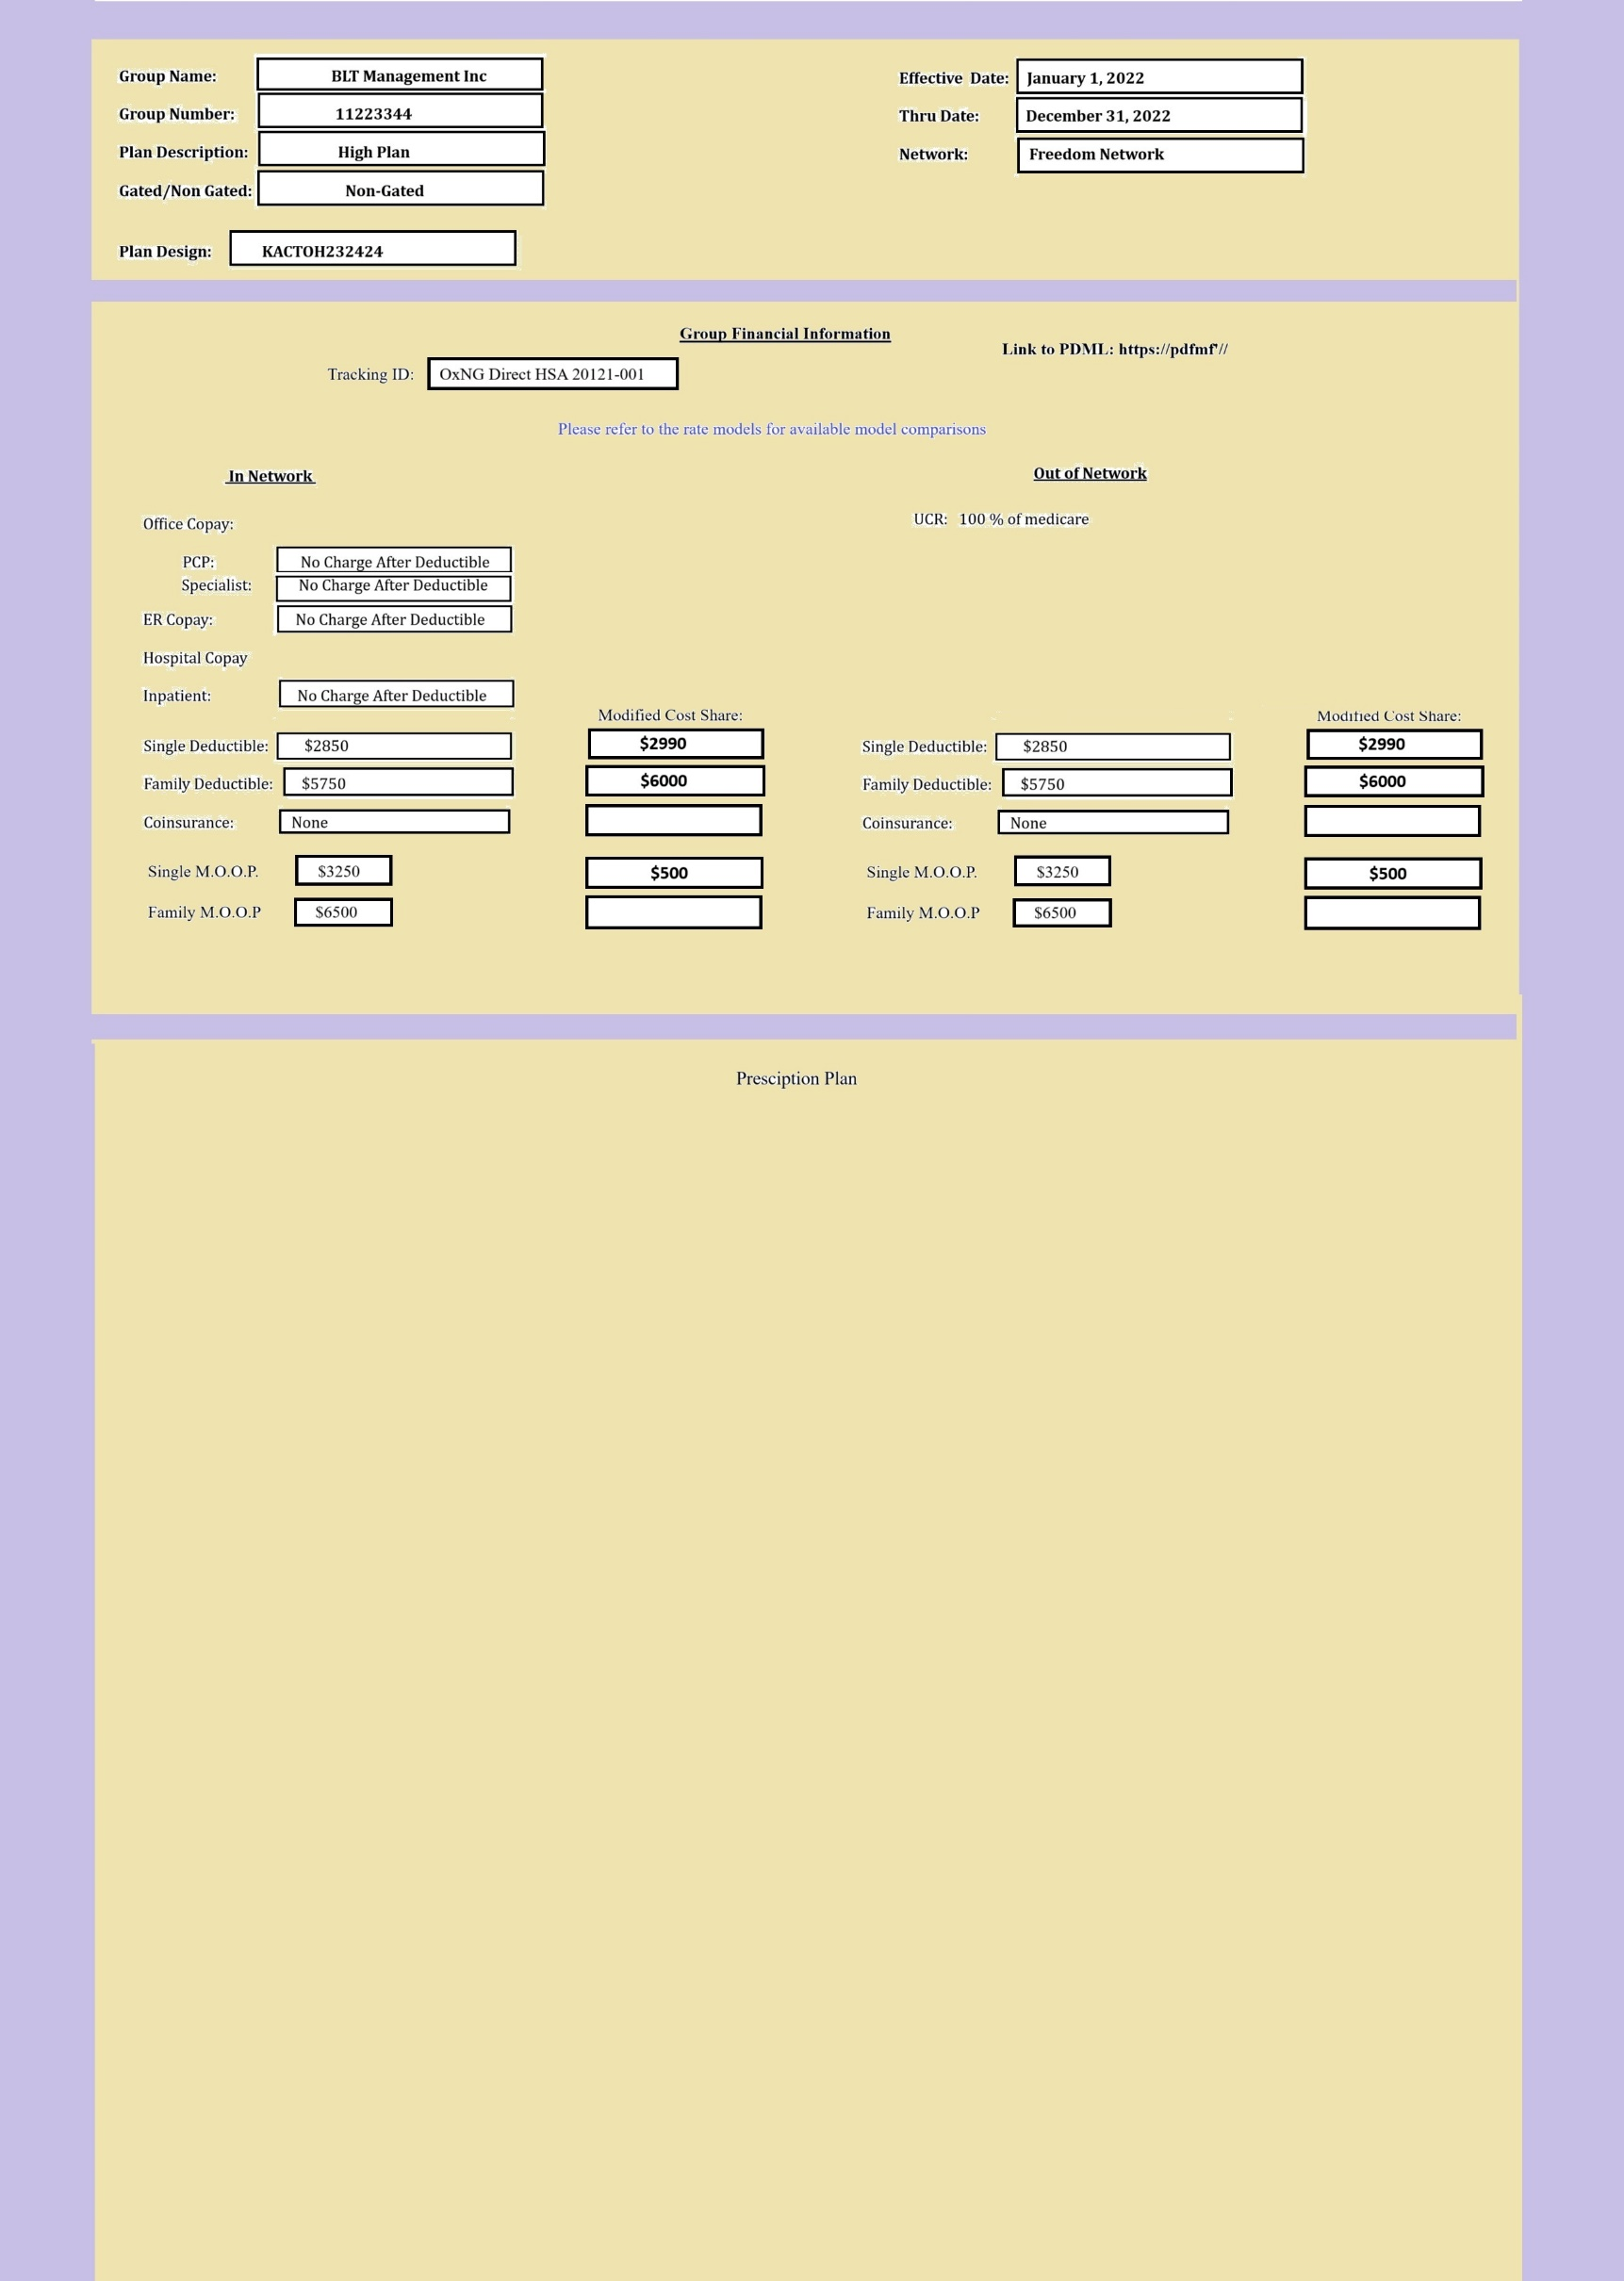 Group Name: BLT Management Inc
Effective Date: January 1, 2022
Group Number: 11223344
Thru Date: December 31, 2022
Plan Description: High Plan
Network: Freedom Network
Gated/Non Gated: Non-Gated
Plan Design: KACTOH232424
Group Financial Information
Link to PDML: https://pdfmf'//
Tracking ID: OxNG Direct HSA 20121-001
Please refer to the rate models for available model comparisons
In Network
Office Copay:
PCP: No Charge After Deductible
Specialist: No Charge After Deductible
ER Copay: No Charge After Deductible
Hospital Copay
Inpatient: No Charge After Deductible
Modified Cost Share:
Single Deductible: $2850 $2990
Family Deductible: $5750 $6000
Coinsurance: None
Single M.O.O.P. $3250 $500
Family M.O.O.P $6500
Out of Network
UCR: 100 % of medicare
Modified Cost Share:
Single Deductible: $2850 $2990
Family Deductible: $5750 $6000
Coinsurance: None
Single M.O.O.P. $3250 $500
Family M.O.O.P $6500
Presciption Plan